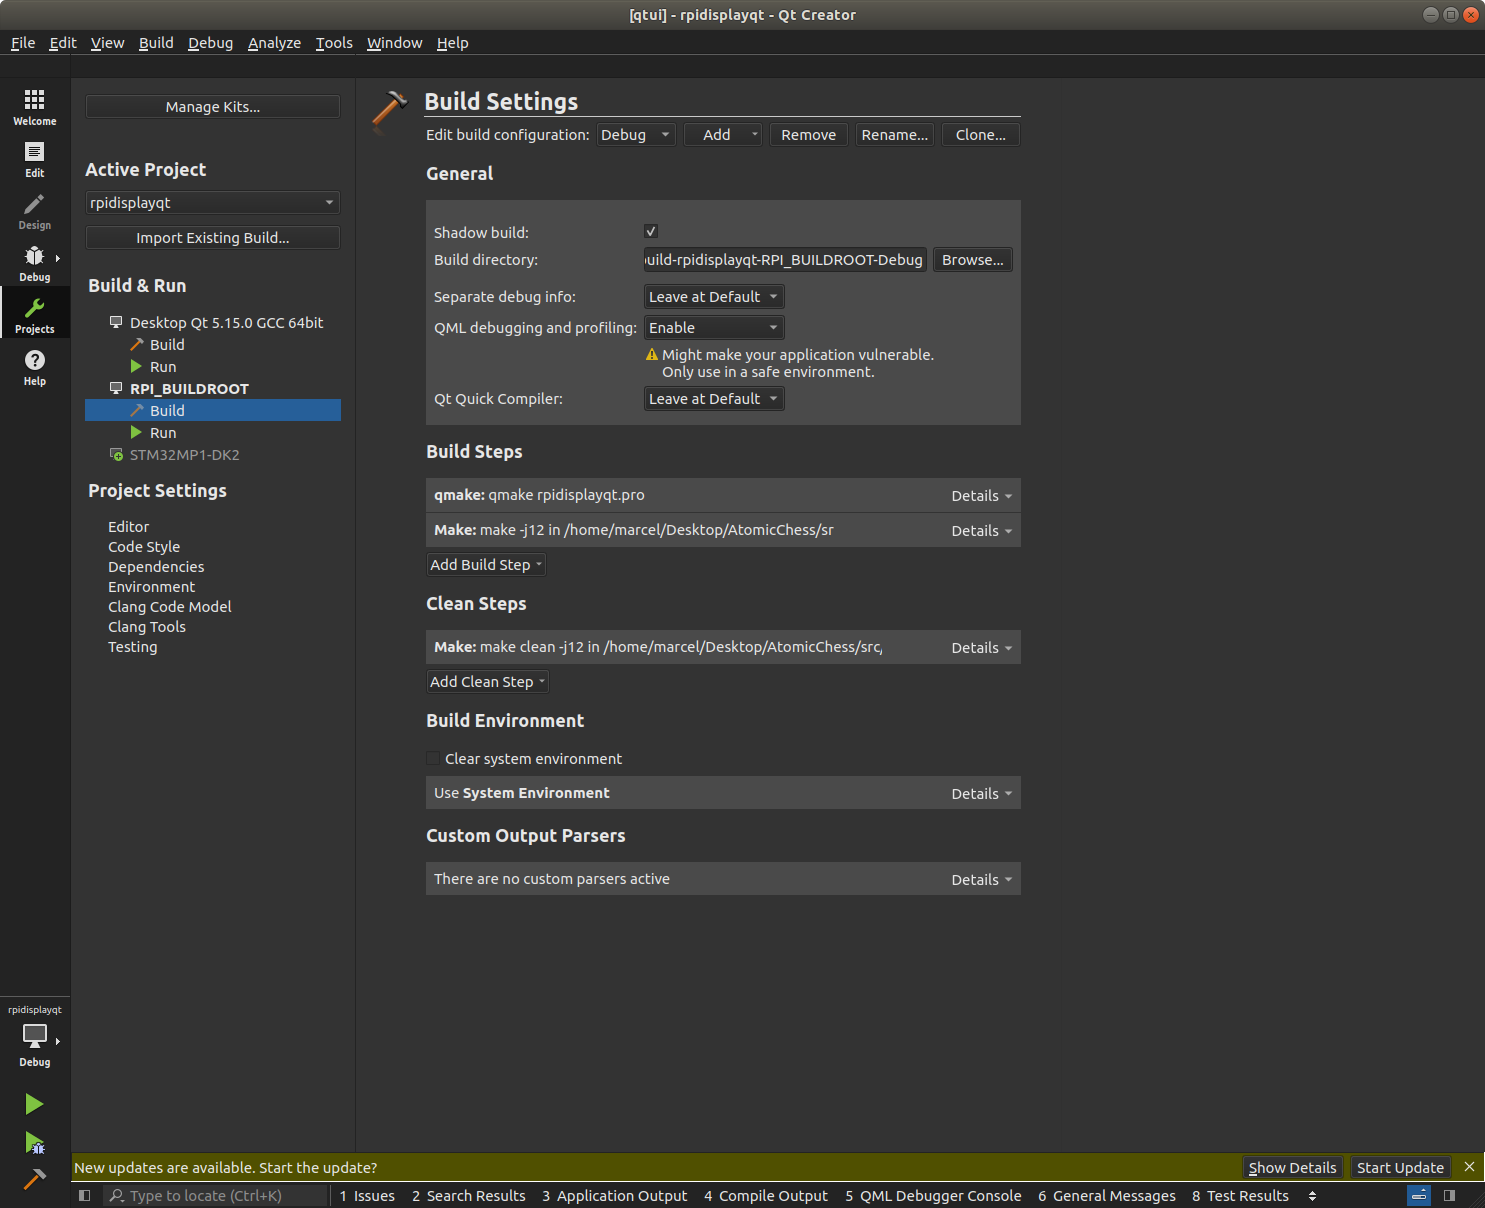 [qtui] - rpidisplayqt - Qt Creator
File Edit View Build Debug Analyze Tools Window Help
Welcome
Edit
Design
Debug
Projects
Help
Manage Kits...
Active Project
rpidisplayqt
Import Existing Build...
Build & Run
Desktop Qt 5.15.0 GCC 64bit
Build
Run
RPI_BUILDROOT
Build
Run
STM32MP1-DK2
Project Settings
Editor
Code Style
Dependencies
Environment
Clang Code Model
Clang Tools
Testing
Build Settings
Edit build configuration: Debug Add Remove Rename... Clone...
General
Shadow build:
Build directory: uild-rpidisplayqt-RPI_BUILDROOT-Debug Browse...
Separate debug info: Leave at Default
QML debugging and profiling: Enable
Might make your application vulnerable.
Only use in a safe environment.
Qt Quick Compiler: Leave at Default
Build Steps
qmake: qmake rpidisplayqt.pro Details
Make: make -j12 in /home/marcel/Desktop/AtomicChess/sr Details
Add Build Step
Clean Steps
Make: make clean -j12 in /home/marcel/Desktop/AtomicChess/src, Details
Add Clean Step
Build Environment
Clear system environment
Use System Environment Details
Custom Output Parsers
There are no custom parsers active Details
rpidisplayqt
Debug
New updates are available. Start the update? Show Details Start Update
Type to locate (Ctrl+K) 1 Issues 2 Search Results 3 Application Output 4 Compile Output 5 QML Debugger Console 6 General Messages 8 Test Results